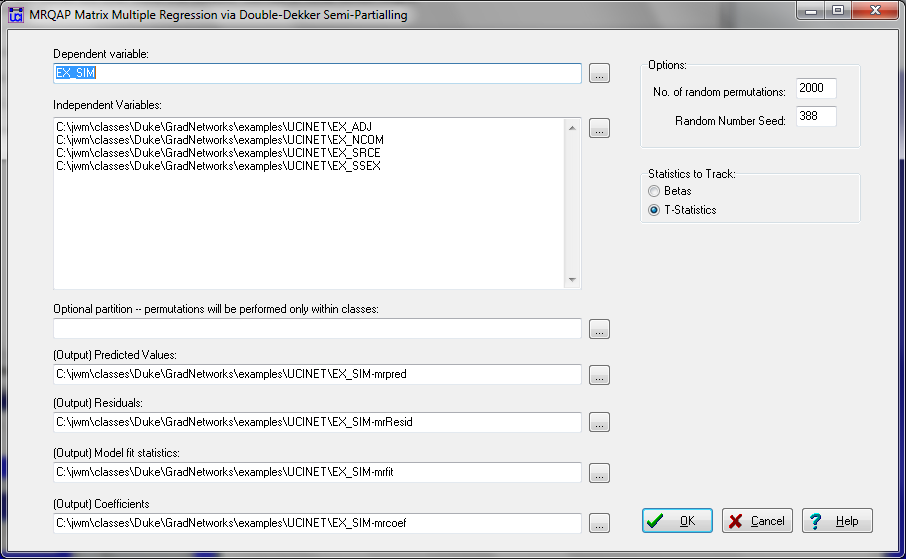 MRQAP Matrix Multiple Regression via Double-Dekker Semi-Partialling
Dependent variable:
EX_SIM
...
Independent Variables:
C:\jwm\classes\Duke\GradNetworks\examples\UCINET\EX_ADJ
C:\jwm\classes\Duke\GradNetworks\examples\UCINET\EX_NCOM
C:\jwm\classes\Duke\GradNetworks\examples\UCINET\EX_SRCE
C:\jwm\classes\Duke\GradNetworks\examples\UCINET\EX_SSEX
...
Optional partition -- permutations will be performed only within classes:
...
(Output) Predicted Values:
C:\jwm\classes\Duke\GradNetworks\examples\UCINET\EX_SIM-mrpred
...
(Output) Residuals:
C:\jwm\classes\Duke\GradNetworks\examples\UCINET\EX_SIM-mrResid
...
(Output) Model fit statistics:
C:\jwm\classes\Duke\GradNetworks\examples\UCINET\EX_SIM-mrfit
...
(Output) Coefficients
C:\jwm\classes\Duke\GradNetworks\examples\UCINET\EX_SIM-mrcoef
...
Options:
No. of random permutations: 2000
Random Number Seed: 388
Statistics to Track:
Betas
T-Statistics
OK Cancel ? Help